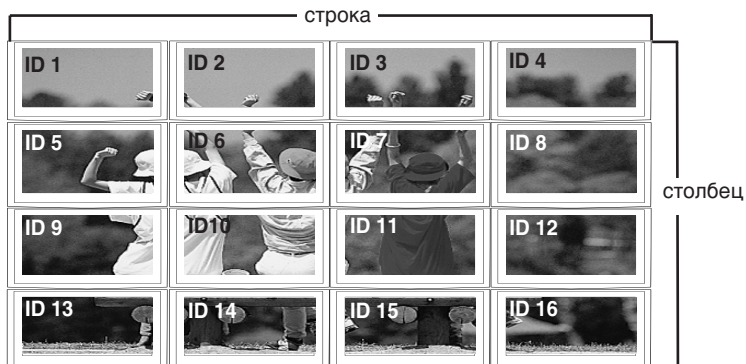 строка
ID 1 ID 2 ID 3 ID 4
ID 5 ID 6 ID 7 ID 8
столбец
ID 9 ID10 ID 11 ID 12
ID 13 ID 14 ID 15 ID 16